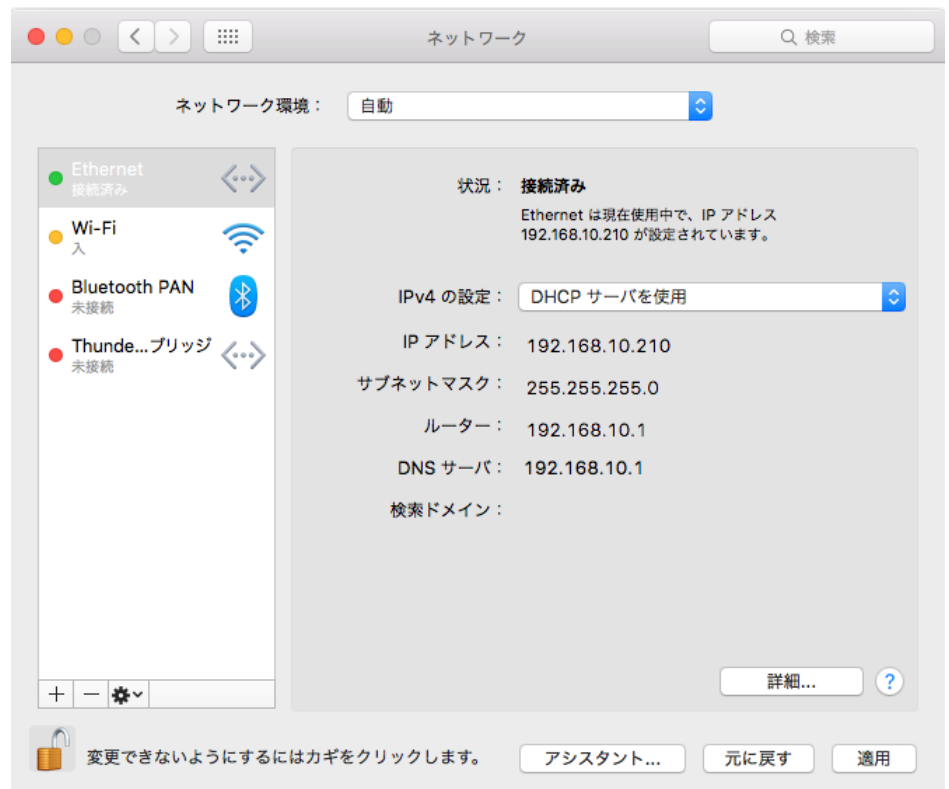 ネットワーク
検索
ネットワーク環境：
自動
Ethernet
接続済み
Wi-Fi
入
Bluetooth PAN
未接続
Thunde...ブリッジ
未接続
状況：
接続済み
Ethernet は現在使用中で、IP アドレス
192.168.10.210 が設定されています。
IPv4 の設定：
DHCP サーバを使用
IP アドレス：
192.168.10.210
サブネットマスク：
255.255.255.0
ルーター：
192.168.10.1
DNS サーバ：
192.168.10.1
検索ドメイン：
詳細...
?
変更できないようにするにはカギをクリックします。
アシスタント...
元に戻す
適用